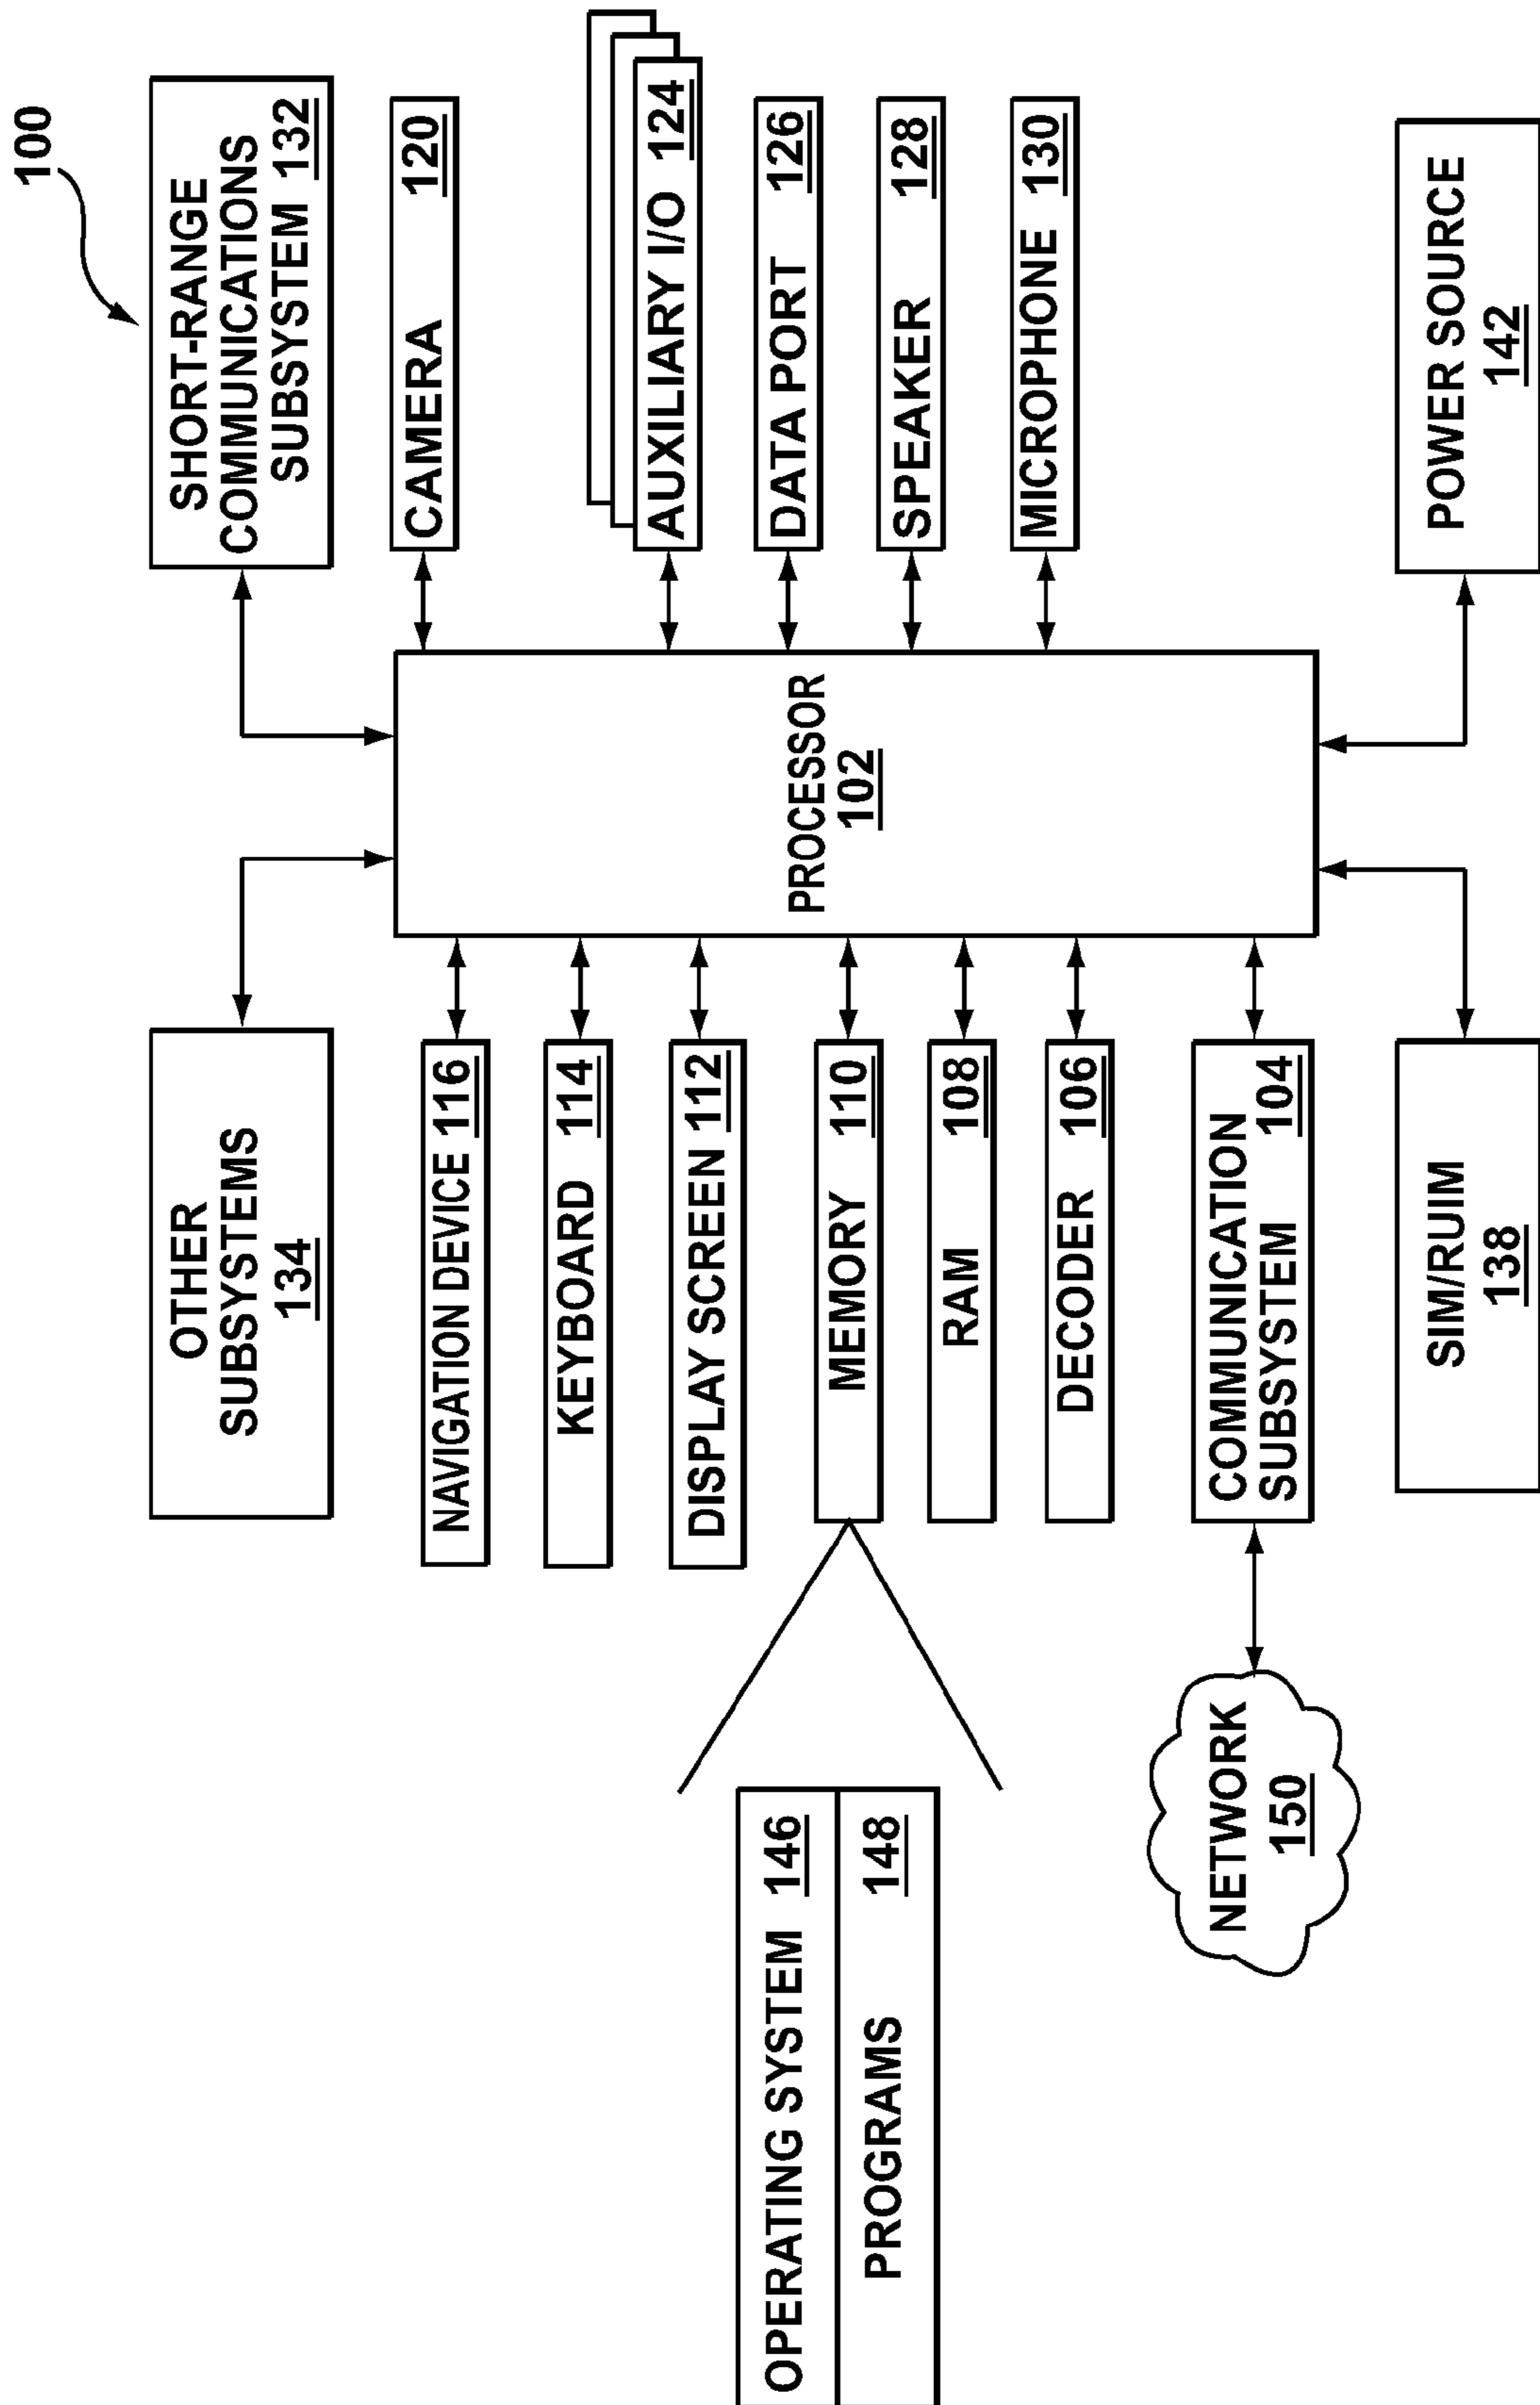 100
OTHER
SUBSYSTEMS
134
SHORT-RANGE
COMMUNICATIONS
SUBSYSTEM 132
NAVIGATION DEVICE 116
KEYBOARD 114
DISPLAY SCREEN 112
MEMORY 110
RAM 108
DECODER 106
COMMUNICATION
SUBSYSTEM 104
OPERATING SYSTEM 146
PROGRAMS 148
NETWORK
150
PROCESSOR
102
CAMERA 120
AUXILIARY I/O 124
DATA PORT 126
SPEAKER 128
MICROPHONE 130
SIM/RUIM
138
POWER SOURCE
142